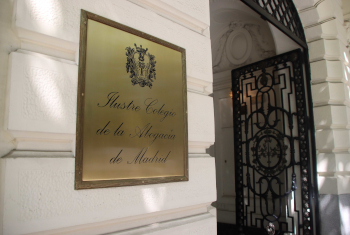 Ilustre Colegio
de la Abogacía
de Madrid